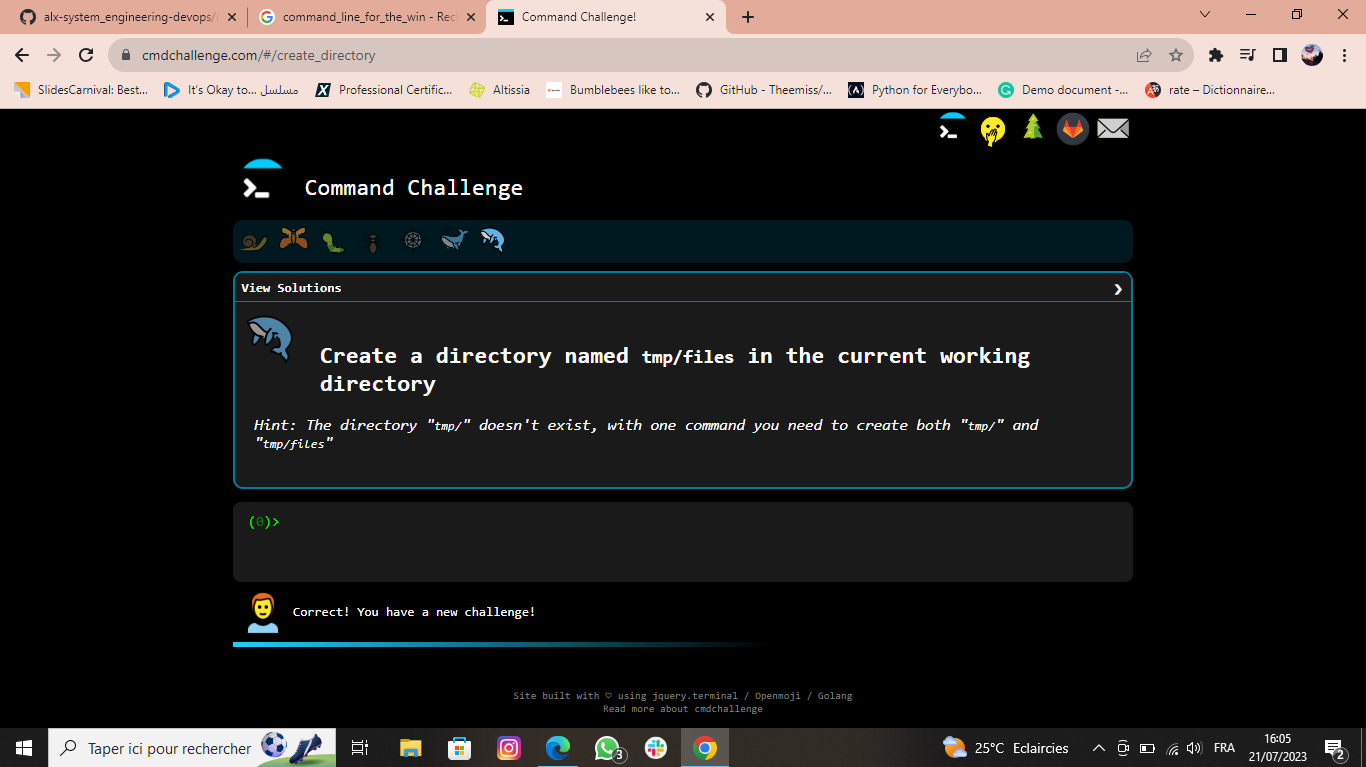 alx-system_engineering-devops/
command_line_for_the_win - Rec
Command Challenge!
cmdchallenge.com/#/create_directory
SlidesCarnival: Best...
It's Okay to... مسلسل
Professional Certific...
Altissia
Bumblebees like to...
GitHub - Theemiss/...
Python for Everybo...
Demo document -...
rate – Dictionnaire...
Command Challenge
View Solutions
Create a directory named tmp/files in the current working
directory
Hint: The directory "tmp/" doesn't exist, with one command you need to create both "tmp/" and
"tmp/files"
(0)>
Correct! You have a new challenge!
Site built with ♡ using jquery.terminal / Openmoji / Golang
Read more about cmdchallenge
Taper ici pour rechercher
3
25°C Eclaircies
FRA
16:05
21/07/2023
2